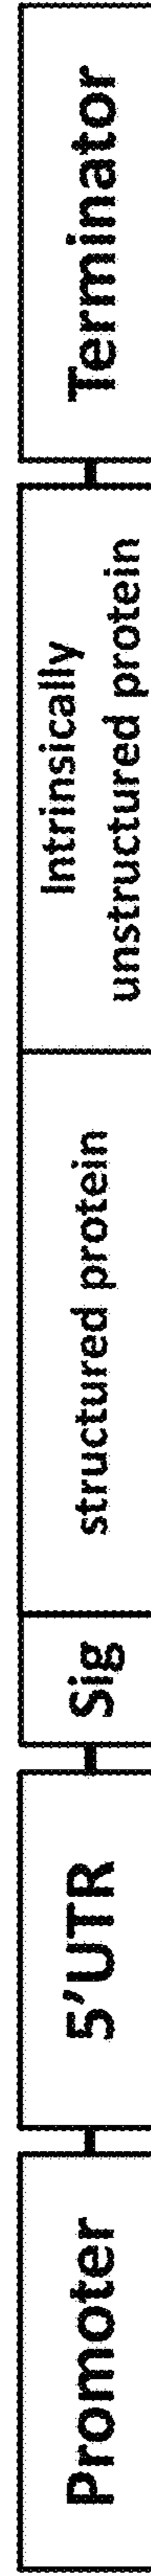 Promoter
5'UTR
Sig
structured protein
Intrinsically
unstructured protein
Terminator